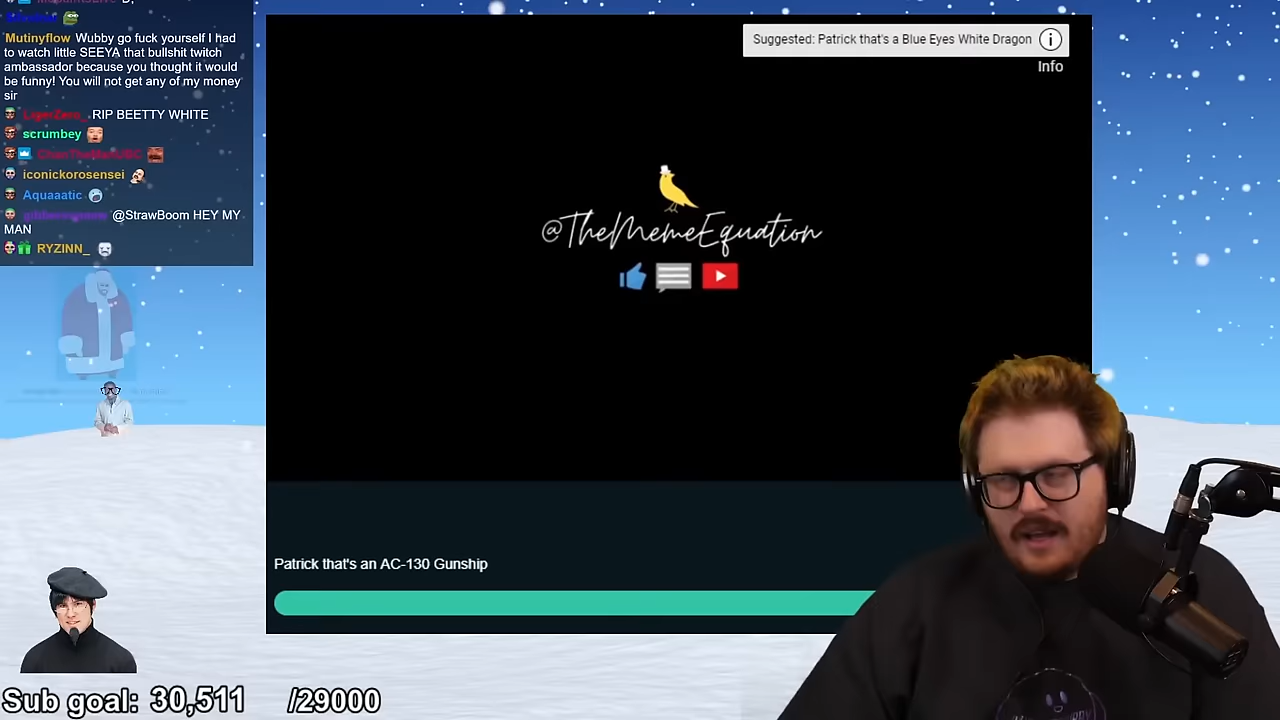 Mutinyflow Wubby go fuck yourself I had
to watch little SEEYA that bullshit twitch
ambassador because you thought it would
be funny! You will not get any of my money
sir
LigerZero_ RIP BEETTY WHITE
scrumbey
iconickorosensei
Aquaaatic
@StrawBoom HEY MY
MAN
RYZINN_
Suggested: Patrick that's a Blue Eyes White Dragon
Info
@TheMemeEquation
Patrick that's an AC-130 Gunship
Sub goal: 30,511 /29000